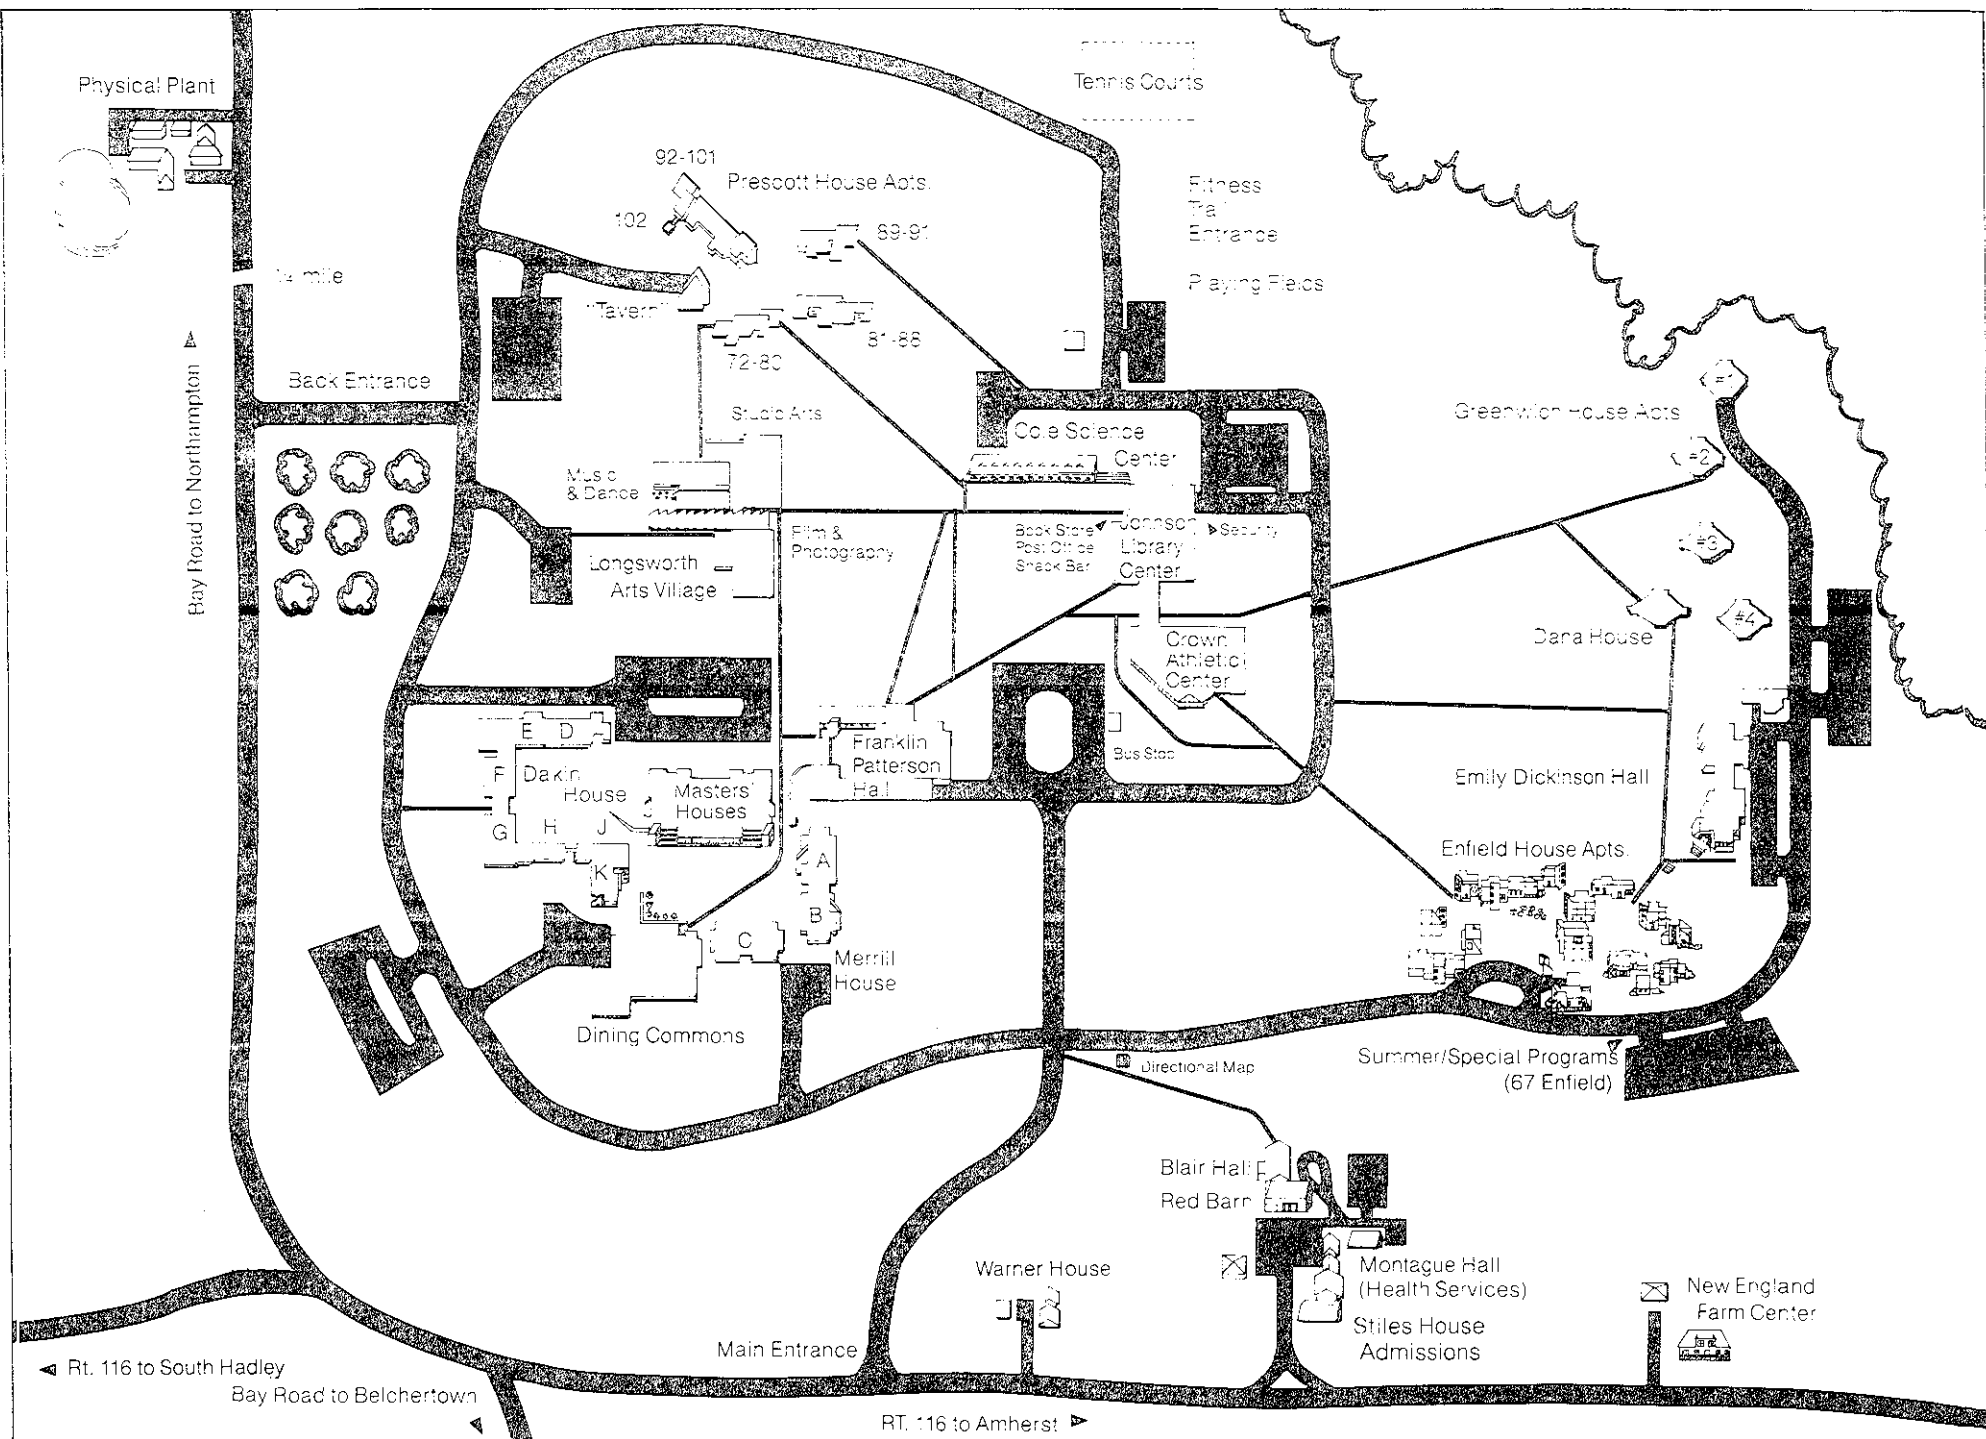 Physical Plant
Tennis Courts
92-101
Prescott House Apts.
102
89-91
Fitness
Trail
Entrance
Playing Fields
1/4 mile
"Tavern"
81-88
72-80
Back Entrance
Bay Road to Northampton
Studio Arts
Cole Science
Center
Greenwich House Apts.
#1
#2
#3
#4
Music
& Dance
Film &
Photography
Book Store
Post Office
Snack Bar
Johnson
Library
Center
Security
Longsworth
Arts Village
Dana House
Crown
Athletic
Center
E D
F Dakin
House
G H J
K
Masters'
Houses
Franklin
Patterson
Hall
Bus Stop
Emily Dickinson Hall
Enfield House Apts.
A
B
C
Merrill
House
Dining Commons
Directional Map
Summer/Special Programs
(67 Enfield)
Blair Hall
Red Barn
Warner House
Montague Hall
(Health Services)
Stiles House
Admissions
New England
Farm Center
Main Entrance
Rt. 116 to South Hadley
Bay Road to Belchertown
RT. 116 to Amherst